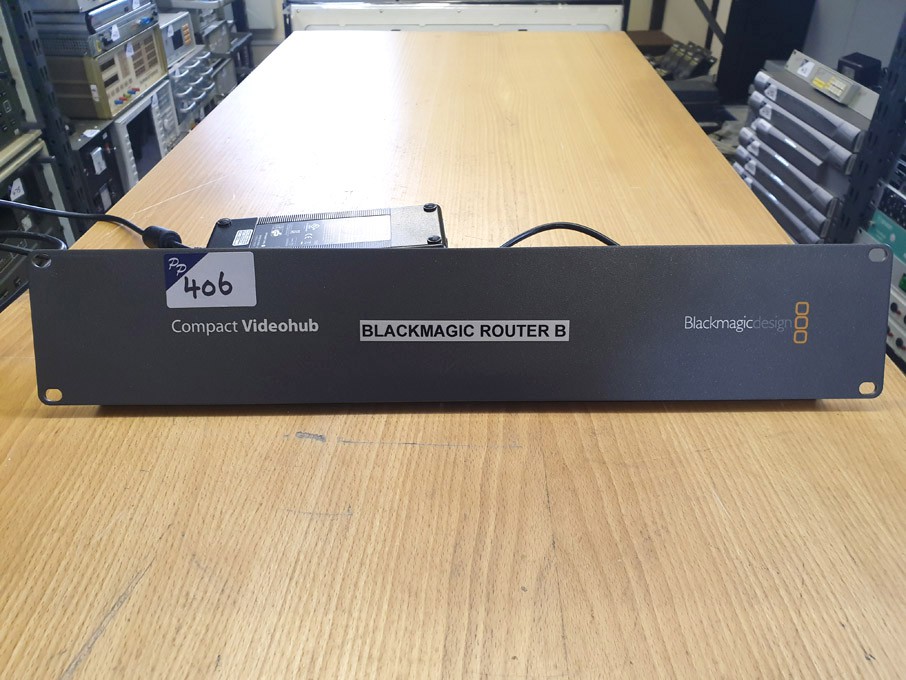 PP
406
Compact Videohub
BLACKMAGIC ROUTER B
Blackmagicdesign